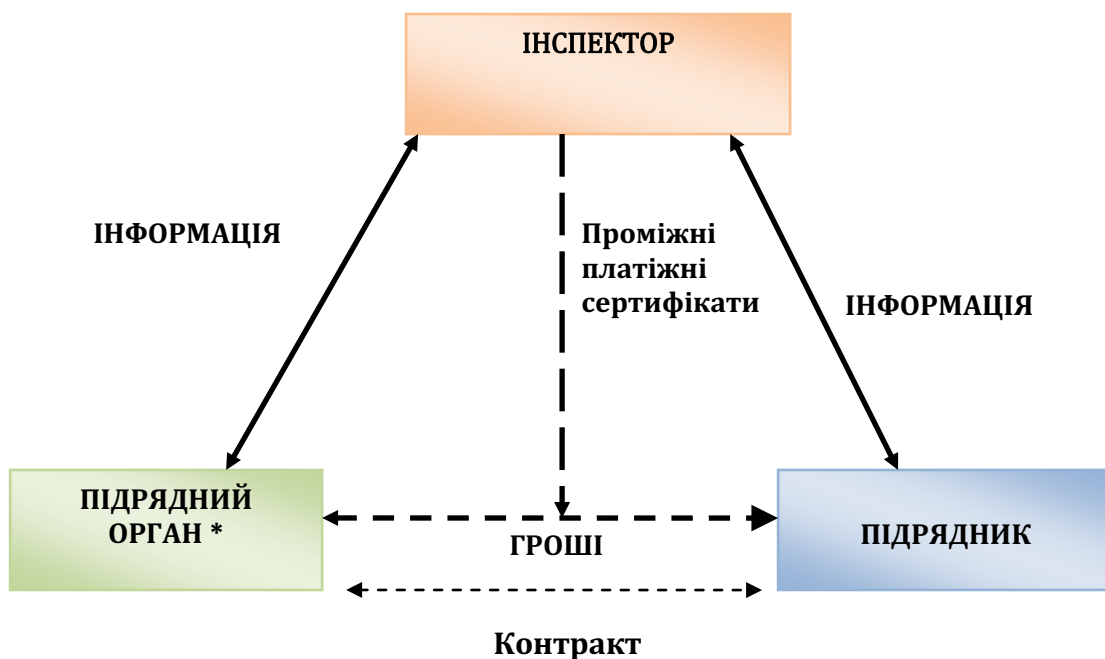 ІНСПЕКТОР
ІНФОРМАЦІЯ
Проміжні
платіжні
сертифікати
ІНФОРМАЦІЯ
ПІДРЯДНИЙ
ОРГАН *
ГРОШІ
ПІДРЯДНИК
Контракт